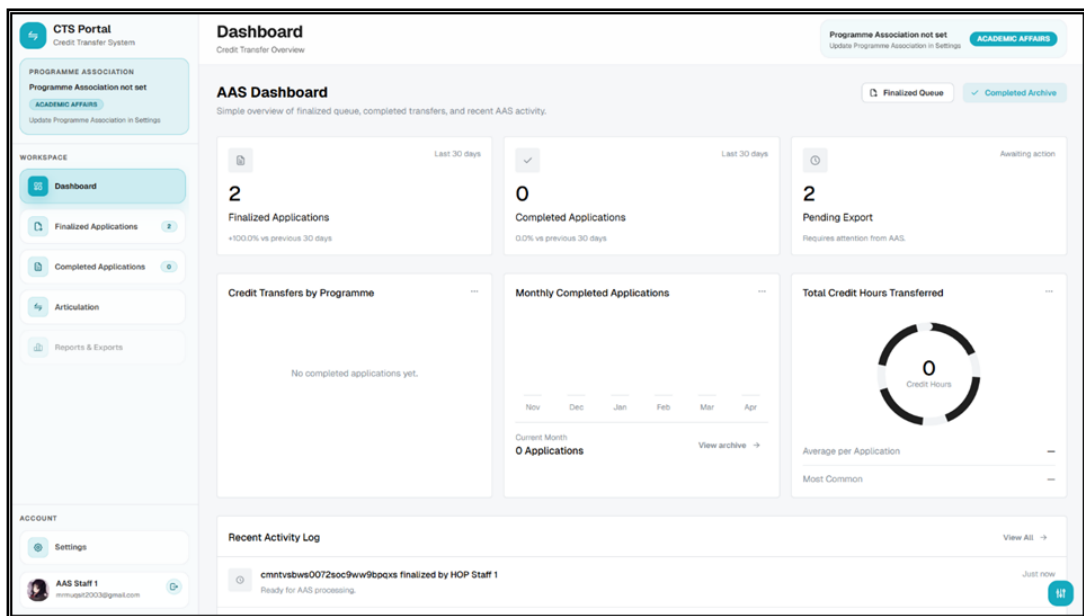 CTS Portal
Credit Transfer System
PROGRAMME ASSOCIATION
Programme Association not set
ACADEMIC AFFAIRS
Update Programme Association in Settings
WORKSPACE
Dashboard
Finalized Applications 2
Completed Applications 0
Articulation
Reports & Exports
ACCOUNT
Settings
AAS Staff 1
mrmuqsit2003@gmail.com
Dashboard
Credit Transfer Overview
Programme Association not set
Update Programme Association in Settings
ACADEMIC AFFAIRS
AAS Dashboard
Simple overview of finalized queue, completed transfers, and recent AAS activity.
Finalized Queue
Completed Archive
Last 30 days
2
Finalized Applications
+100.0% vs previous 30 days
Last 30 days
0
Completed Applications
0.0% vs previous 30 days
Awaiting action
2
Pending Export
Requires attention from AAS.
Credit Transfers by Programme
No completed applications yet.
Monthly Completed Applications
Nov Dec Jan Feb Mar Apr
Current Month
0 Applications
View archive →
Total Credit Hours Transferred
0
Credit Hours
Average per Application —
Most Common —
Recent Activity Log
View All →
cmntvsbws0072soc9ww9bpqxs finalized by HOP Staff 1
Just now
Ready for AAS processing.